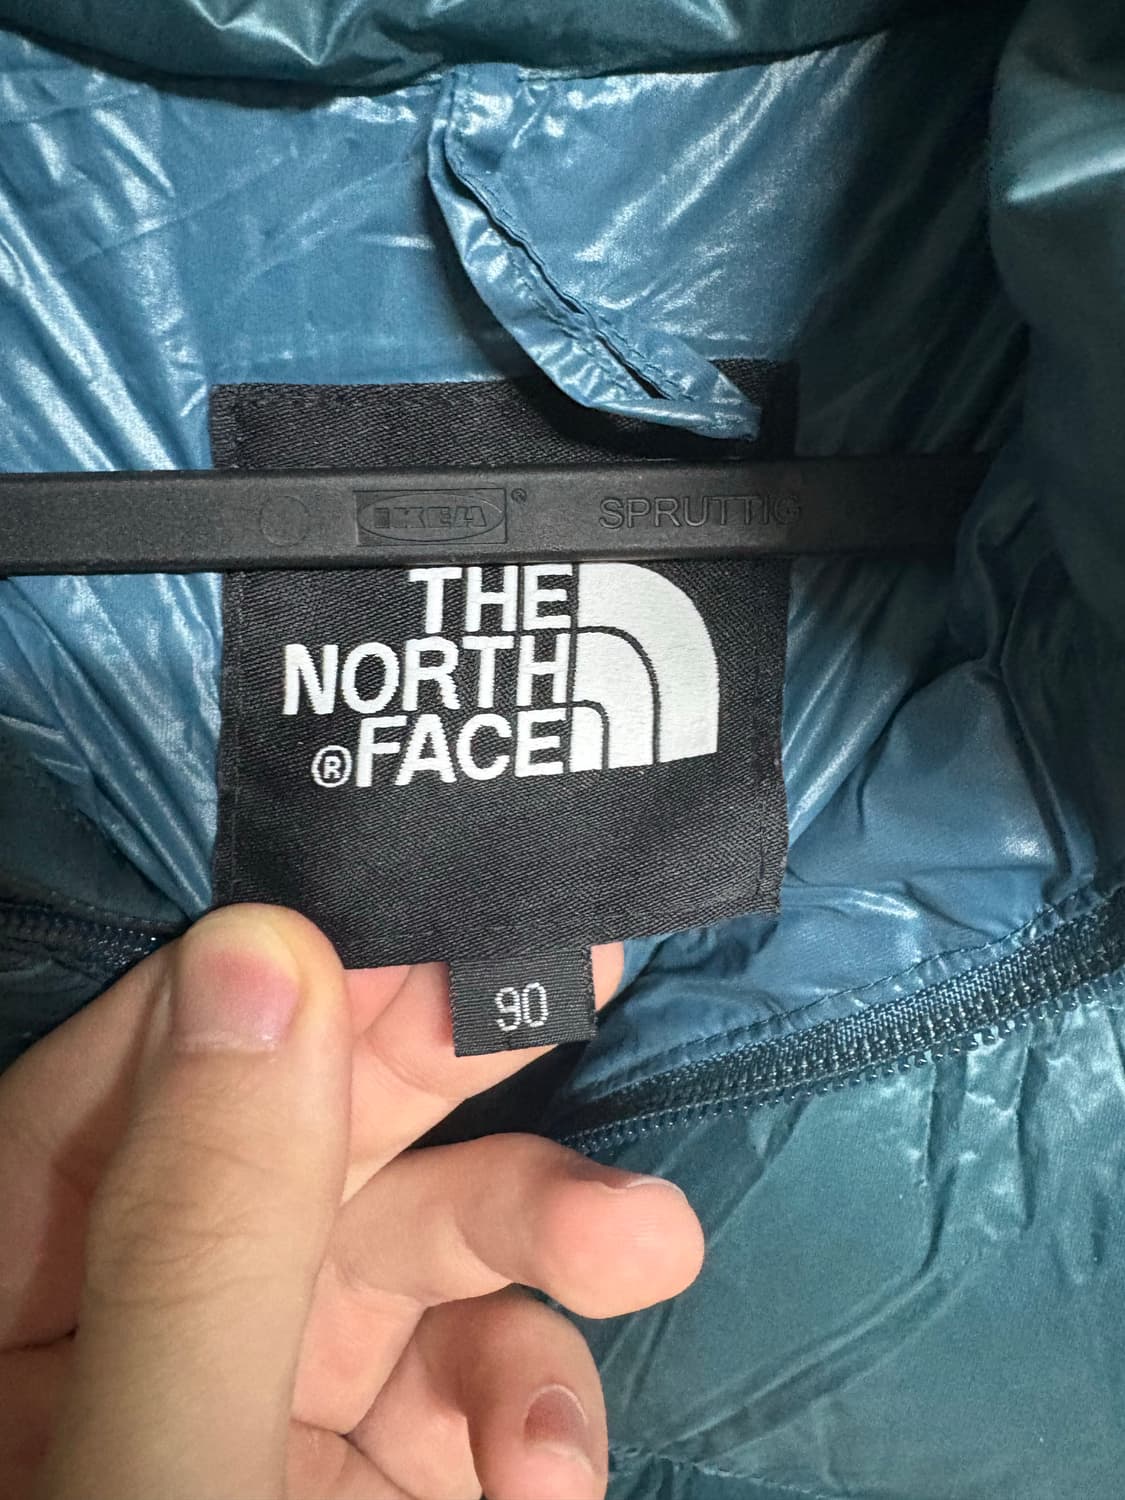 IKEA® SPRUTTIG
THE
NORTH
®FACE
90